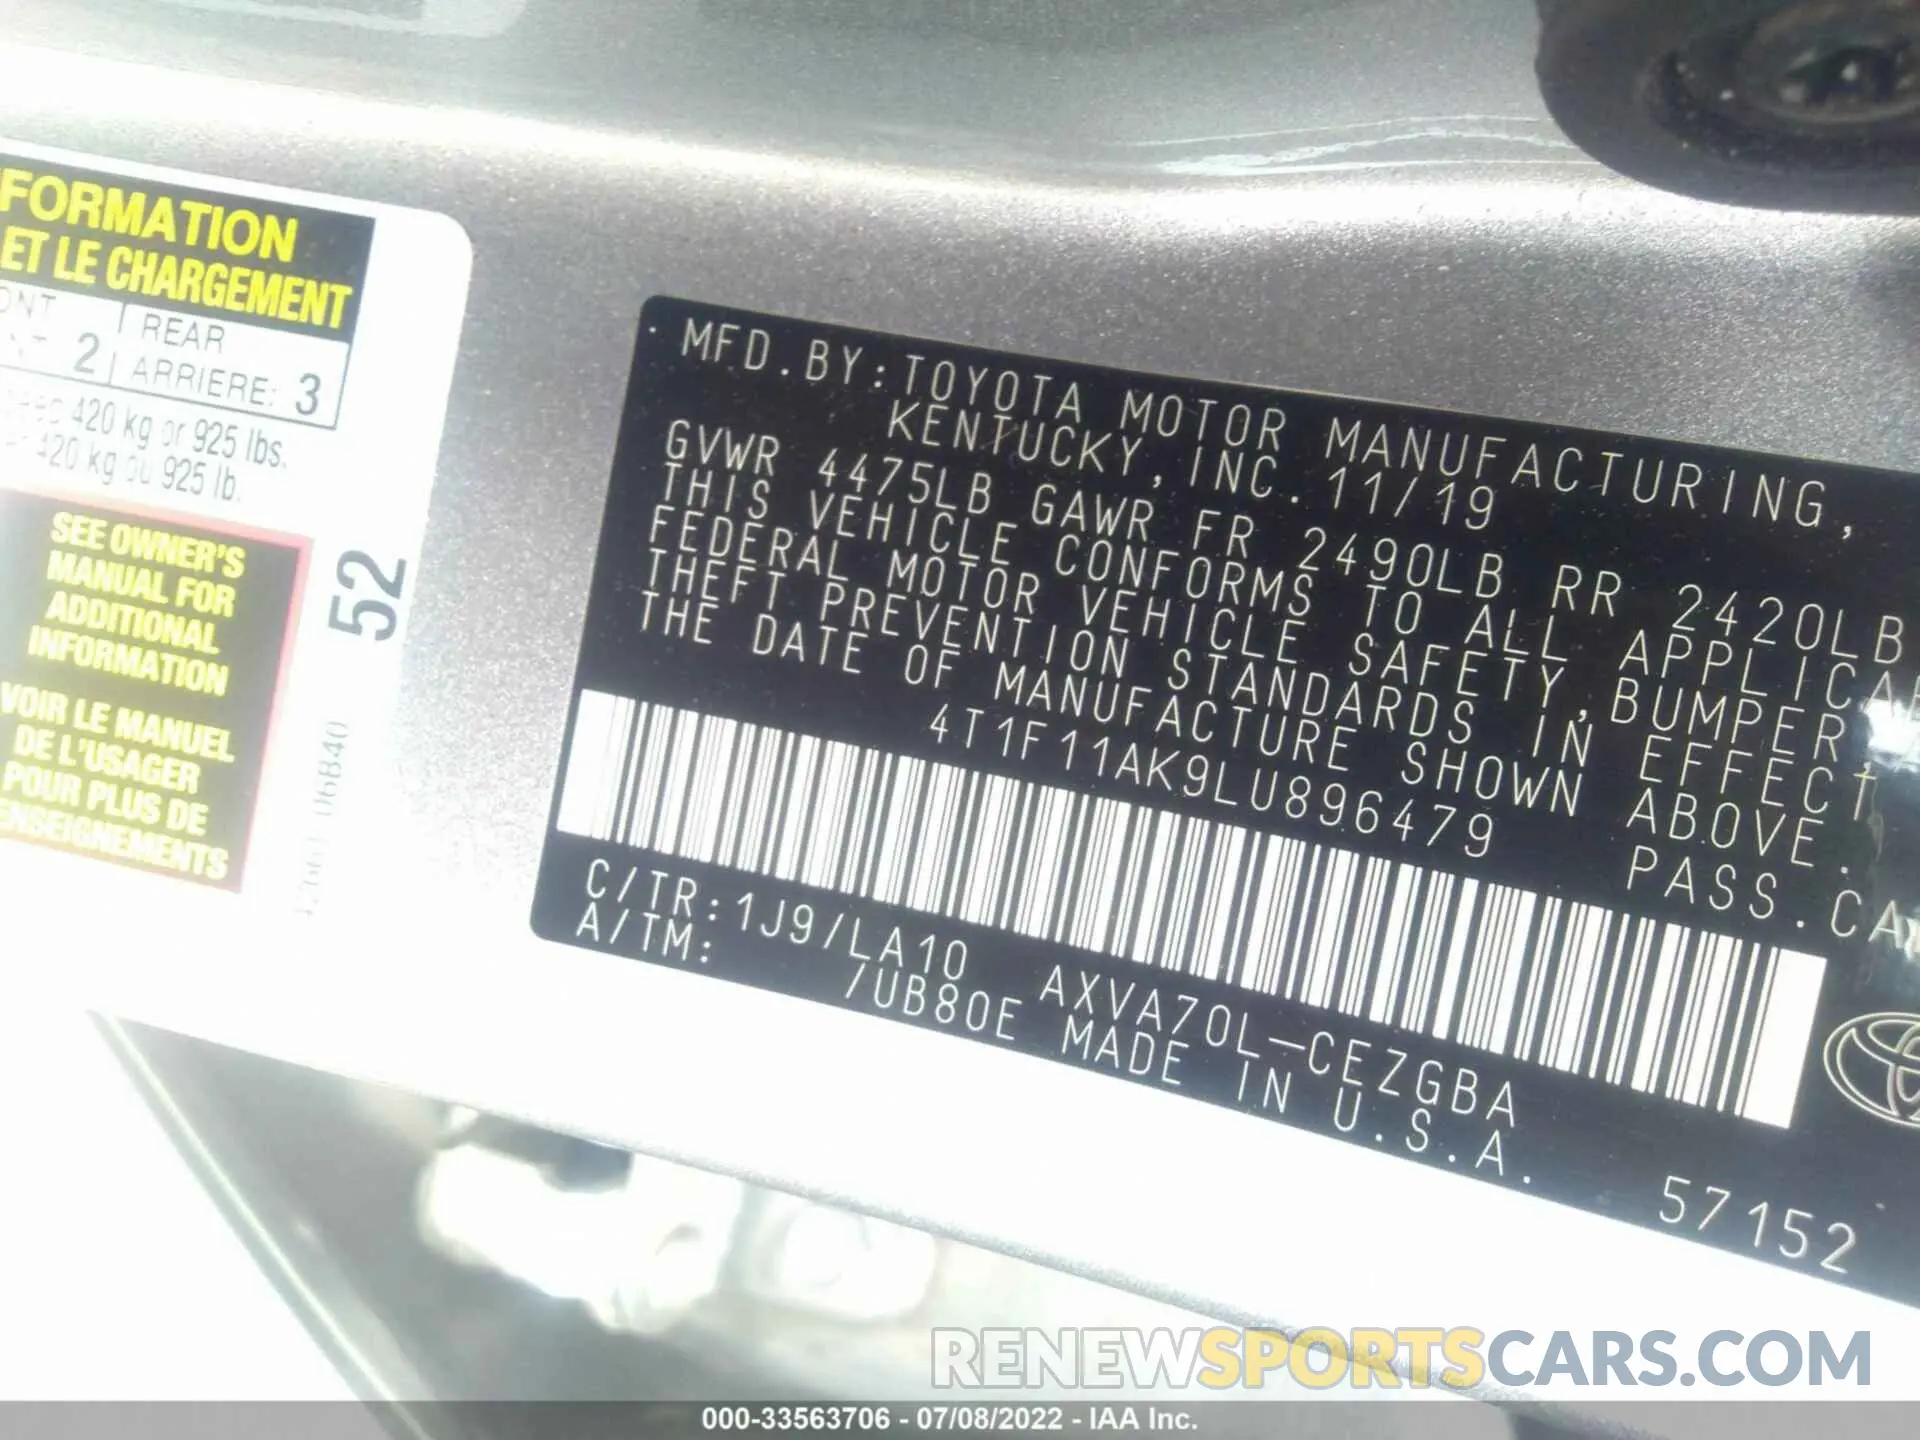 FORMATION
ET LE CHARGEMENT
REAR
2
ARRIERE: 3
420 kg or 925 lbs.
420 kg ou 925 lb.
SEE OWNER'S
MANUAL FOR
ADDITIONAL
INFORMATION
VOIR LE MANUEL
DE L'USAGER
POUR PLUS DE
52
06B40
MFD.BY:TOYOTA MOTOR MANUFACTURING,
KENTUCKY,INC. 11/19
GVWR 4475LB GAWR FR 2490LB RR 2420LB
THIS VEHICLE CONFORMS TO ALL APPLICAB
FEDERAL MOTOR VEHICLE SAFETY,BUMPER,
THEFT PREVENTION STANDARDS IN EFFECT
THE DATE OF MANUFACTURE SHOWN ABOVE.
4T1F11AK9LU896479
PASS.CA
C/TR:1J9/LA10 AXVA70L-CEZGBA
A/TM: /UB80E MADE IN U.S.A.
57152
RENEWSPORTSCARS.COM
000-33563706 - 07/08/2022 - IAA Inc.